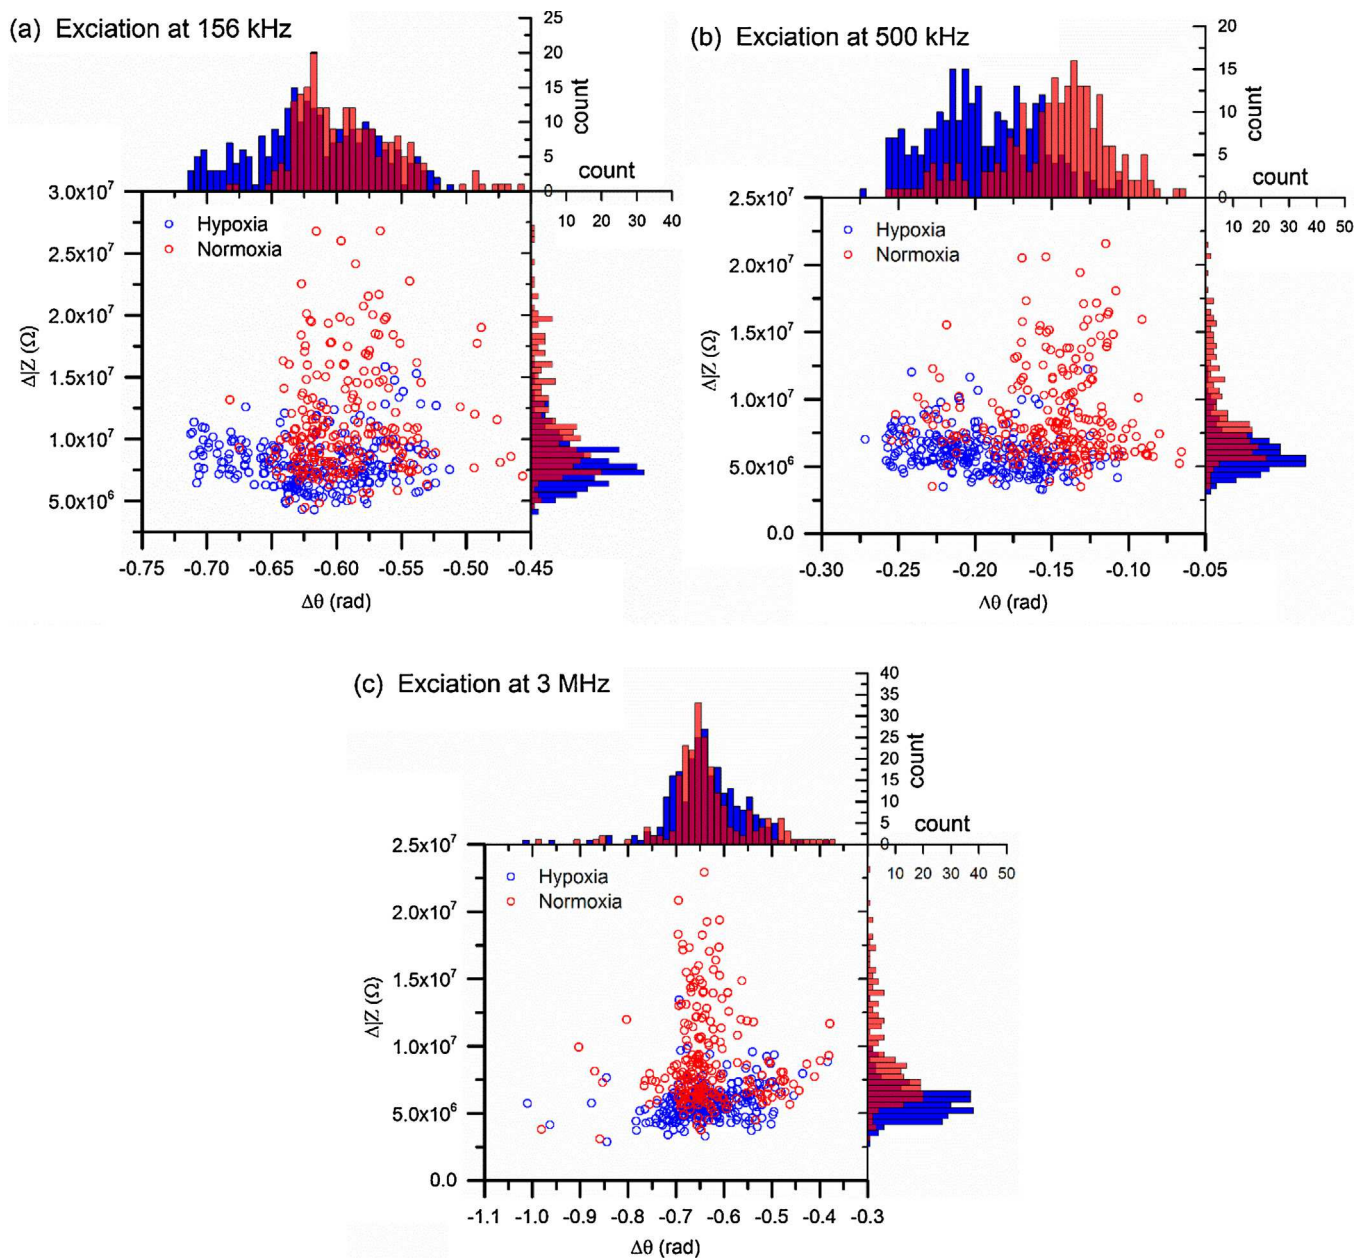 (a) Exciation at 156 kHz
25
20
15
10
5
0
count
count
10 20 30 40
3.0x10⁷
2.5x10⁷
2.0x10⁷
1.5x10⁷
1.0x10⁷
5.0x10⁶
Δ|Z (Ω)
Hypoxia
Normoxia
-0.75 -0.70 -0.65 -0.60 -0.55 -0.50 -0.45
Δθ (rad)
(b) Exciation at 500 kHz
20
15
10
5
0
count
count
10 20 30 40 50
2.5x10⁷
2.0x10⁷
1.5x10⁷
1.0x10⁷
5.0x10⁶
0.0
Δ|Z (Ω)
Hypoxia
Normoxia
-0.30 -0.25 -0.20 -0.15 -0.10 -0.05
Λθ (rad)
(c) Exciation at 3 MHz
40
35
30
25
20
15
10
5
0
count
count
10 20 30 40 50
2.5x10⁷
2.0x10⁷
1.5x10⁷
1.0x10⁷
5.0x10⁶
0.0
Δ|Z (Ω)
Hypoxia
Normoxia
-1.1 -1.0 -0.9 -0.8 -0.7 -0.6 -0.5 -0.4 -0.3
Δθ (rad)